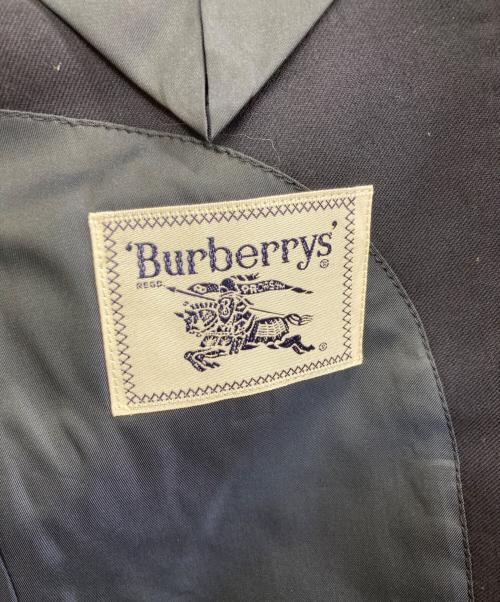 'Burberrys'
®
REGD.
PRORSUM
®